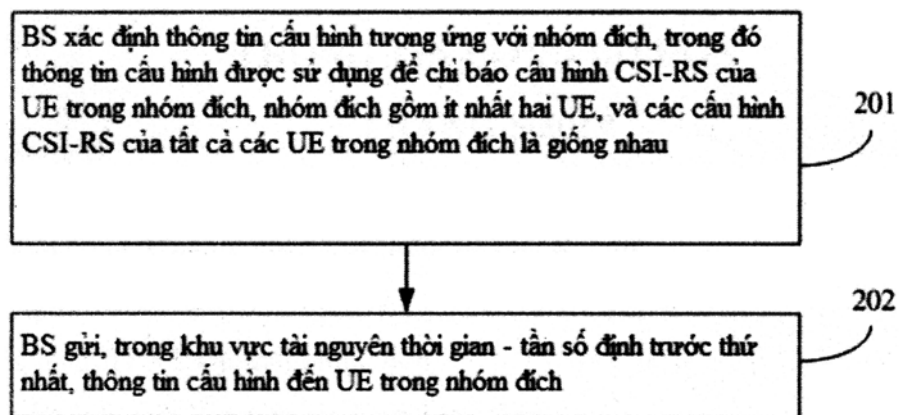 BS xác định thông tin cấu hình tương ứng với nhóm đích, trong đó
thông tin cấu hình được sử dụng để chỉ báo cấu hình CSI-RS của
UE trong nhóm đích, nhóm đích gồm ít nhất hai UE, và các cấu hình
CSI-RS của tất cả các UE trong nhóm đích là giống nhau
201
202
BS gửi, trong khu vực tài nguyên thời gian - tần số định trước thứ
nhất, thông tin cấu hình đến UE trong nhóm đích